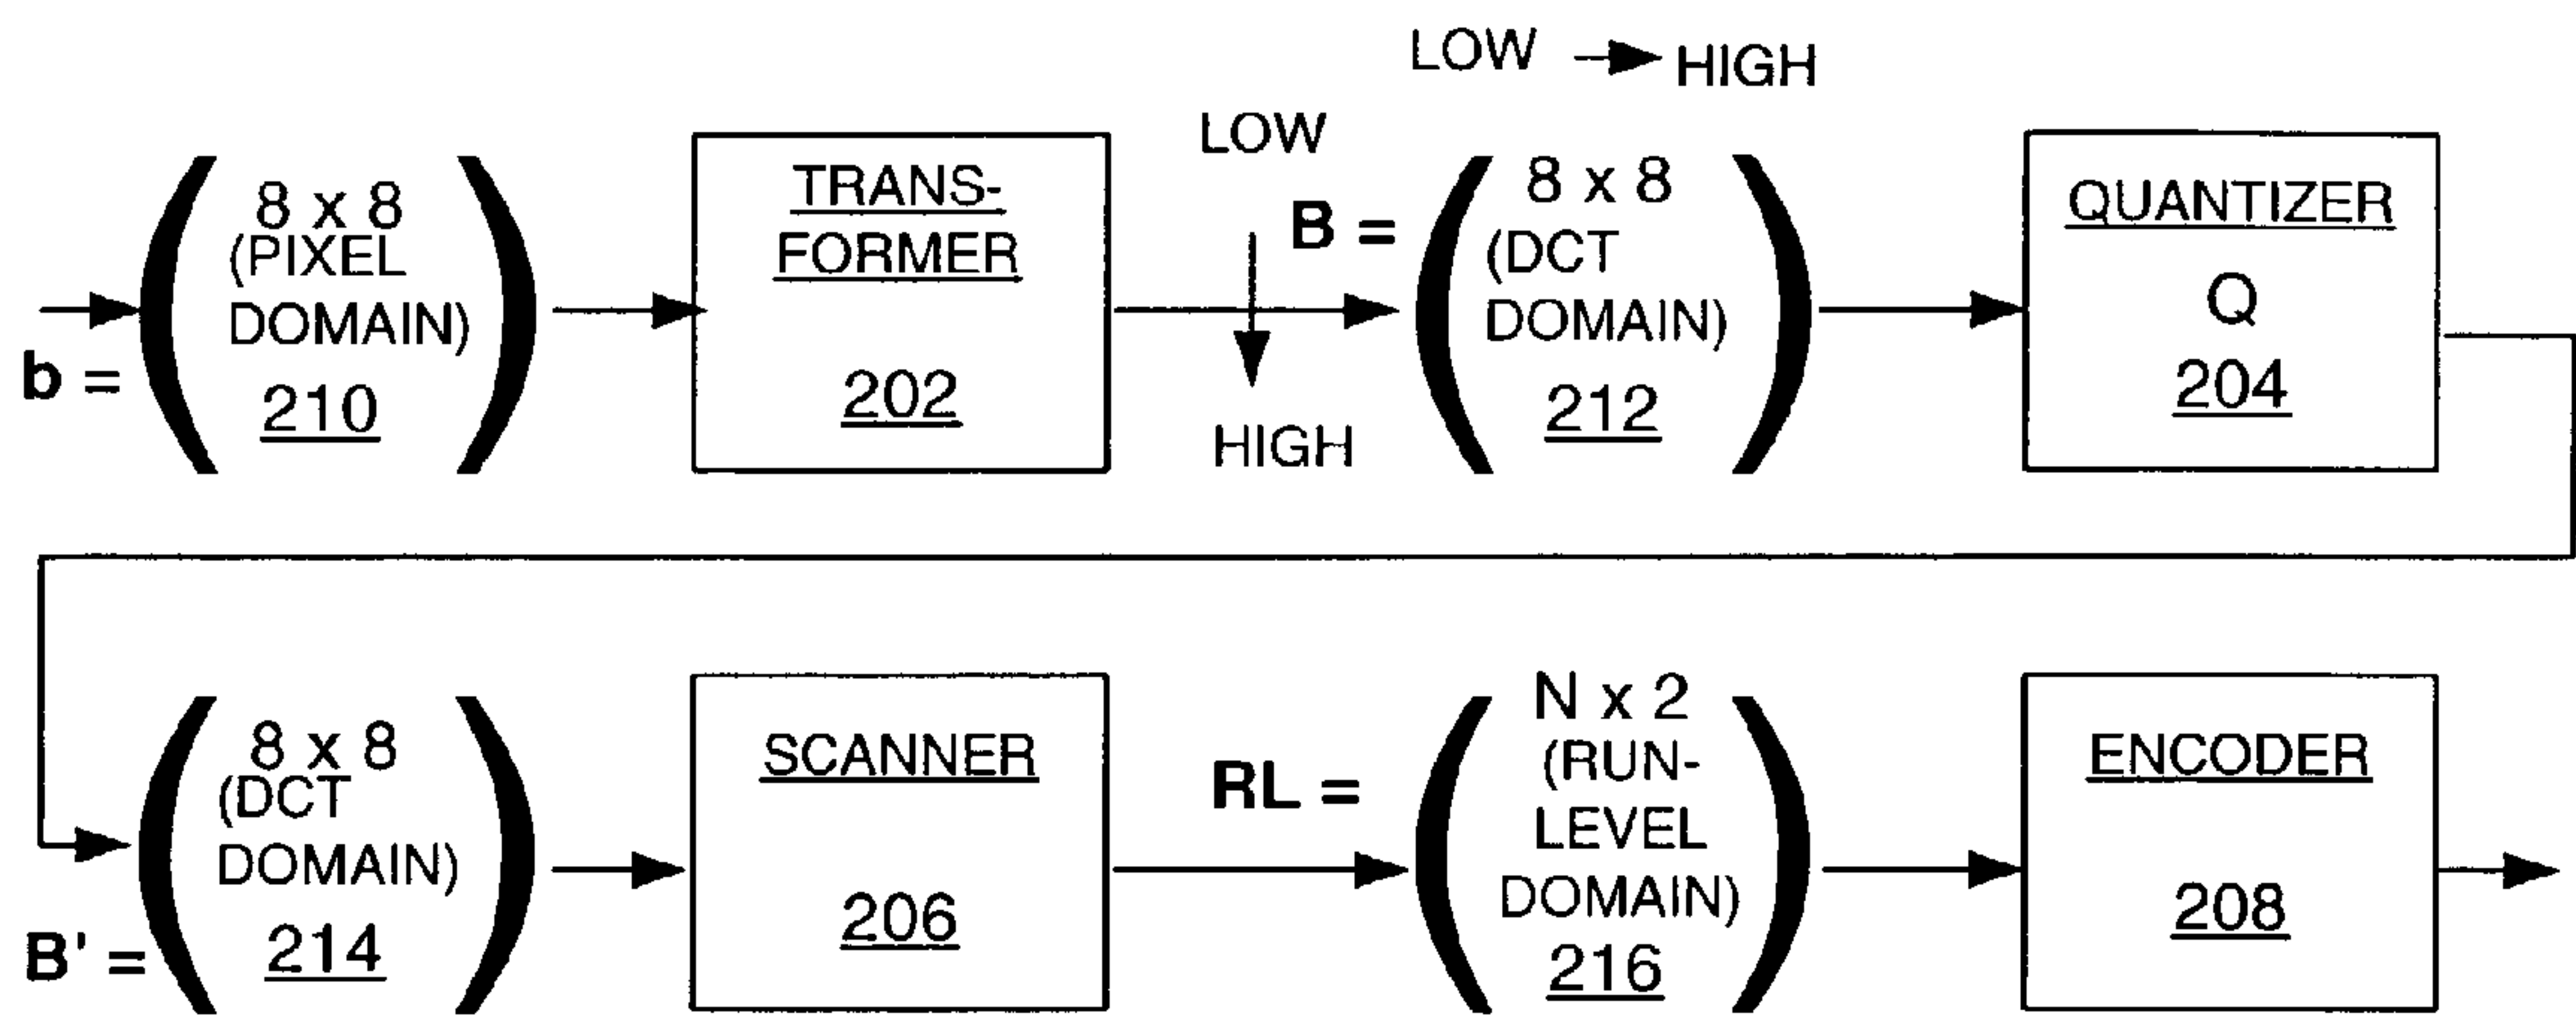 LOW HIGH
LOW
HIGH
b =
8 x 8
(PIXEL
DOMAIN)
210
TRANS-
FORMER
202
B =
8 x 8
(DCT
DOMAIN)
212
QUANTIZER
Q
204
B' =
8 x 8
(DCT
DOMAIN)
214
SCANNER
206
RL =
N x 2
(RUN-
LEVEL
DOMAIN)
216
ENCODER
208